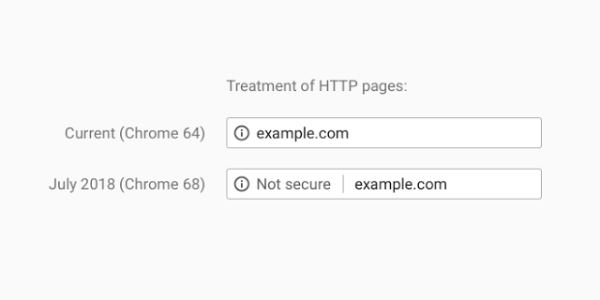 Treatment of HTTP pages:
Current (Chrome 64) example.com
July 2018 (Chrome 68) Not secure example.com